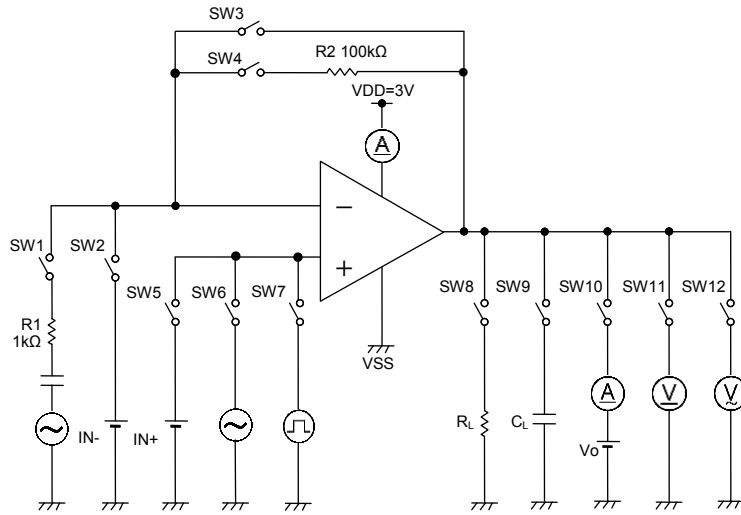 SW3
SW4
R2 100kΩ
VDD=3V
A
SW1
SW2
−
+
SW5
SW6
SW7
SW8
SW9
SW10
SW11
SW12
R1
1kΩ
VSS
A
V
V
IN-
IN+
RL
CL
Vo